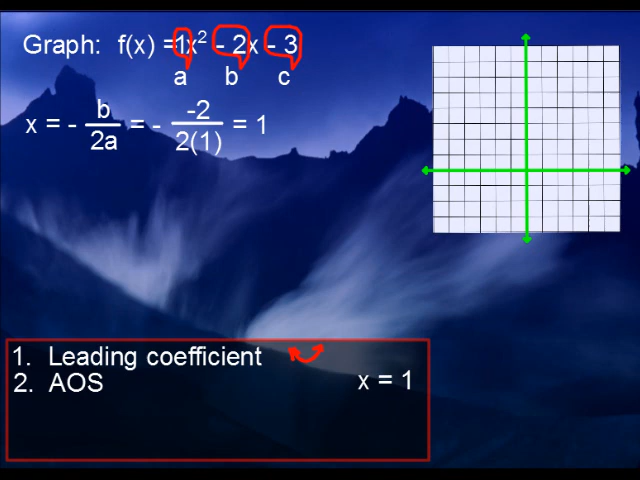 Graph: f(x) =1x² - 2x - 3
a b c
x = - b/2a = - -2/2(1) = 1
1. Leading coefficient
2. AOS x = 1